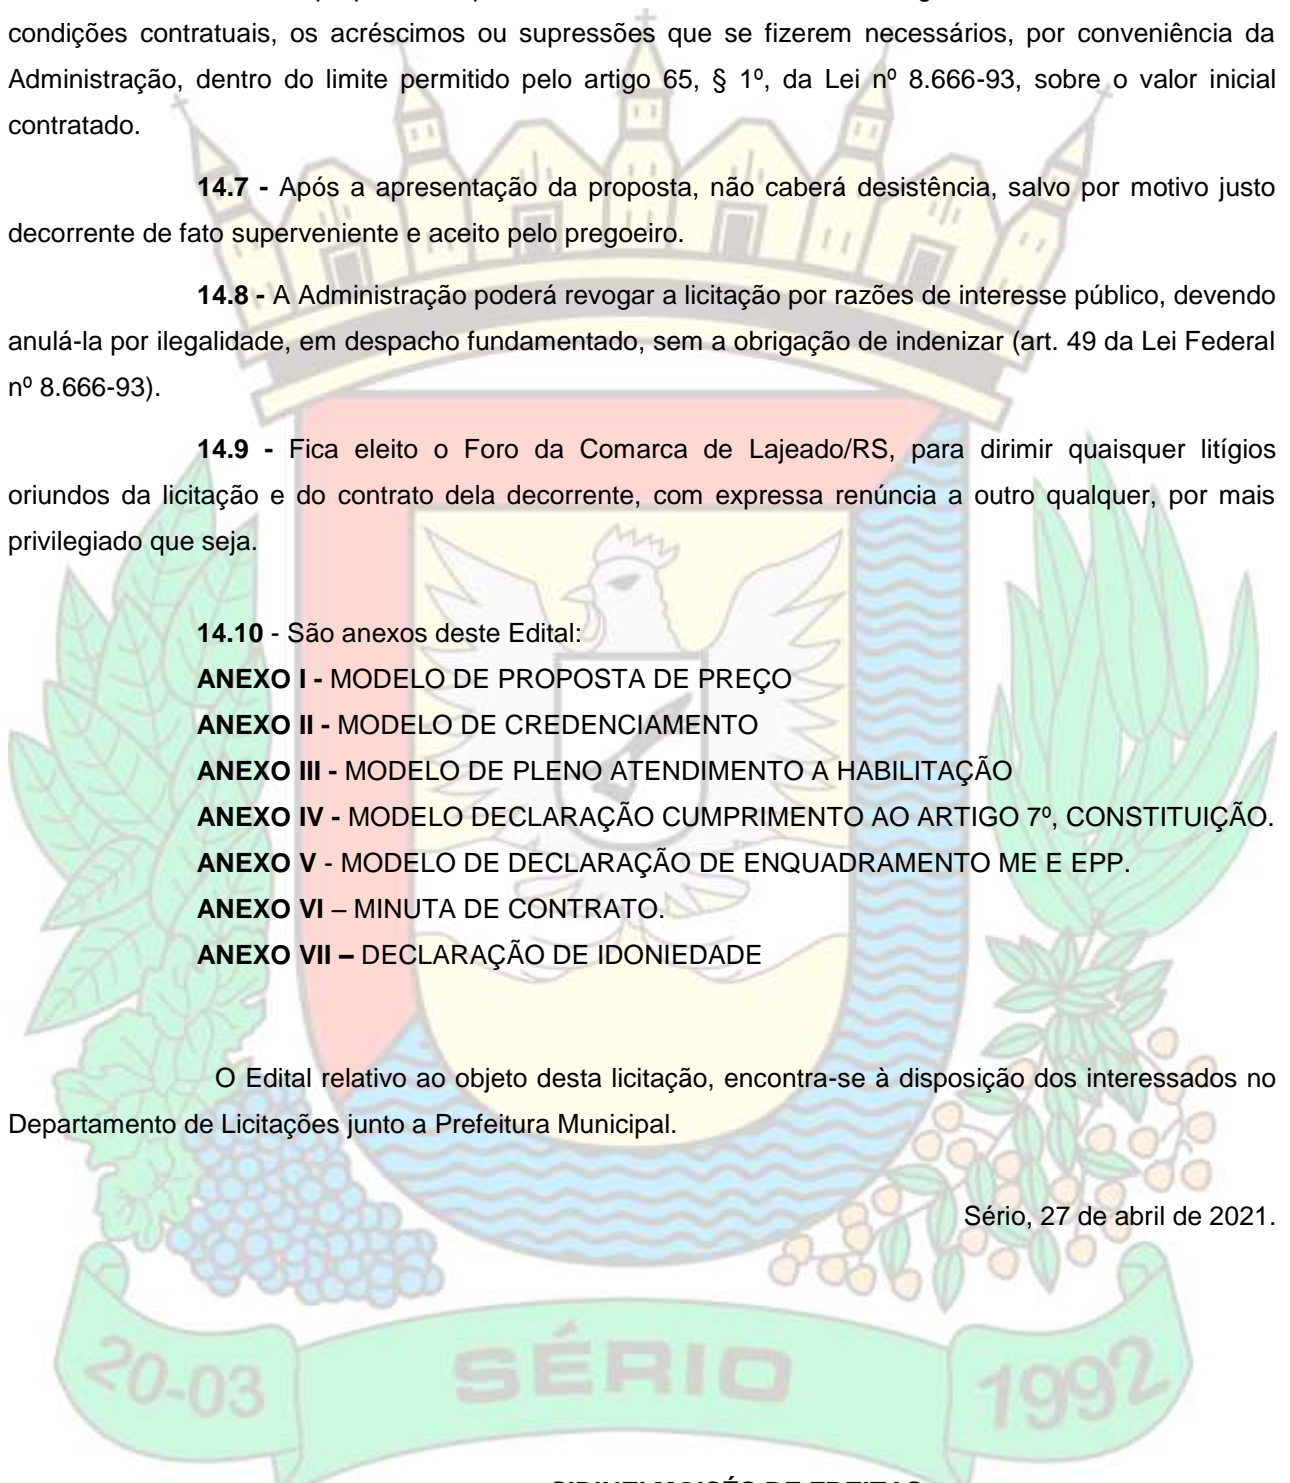 condições contratuais, os acréscimos ou supressões que se fizerem necessários, por conveniência da
Administração, dentro do limite permitido pelo artigo 65, § 1º, da Lei nº 8.666-93, sobre o valor inicial
contratado.
14.7 - Após a apresentação da proposta, não caberá desistência, salvo por motivo justo
decorrente de fato superveniente e aceito pelo pregoeiro.
14.8 - A Administração poderá revogar a licitação por razões de interesse público, devendo
anulá-la por ilegalidade, em despacho fundamentado, sem a obrigação de indenizar (art. 49 da Lei Federal
nº 8.666-93).
14.9 - Fica eleito o Foro da Comarca de Lajeado/RS, para dirimir quaisquer litígios
oriundos da licitação e do contrato dela decorrente, com expressa renúncia a outro qualquer, por mais
privilegiado que seja.
14.10 - São anexos deste Edital:
ANEXO I - MODELO DE PROPOSTA DE PREÇO
ANEXO II - MODELO DE CREDENCIAMENTO
ANEXO III - MODELO DE PLENO ATENDIMENTO A HABILITAÇÃO
ANEXO IV - MODELO DECLARAÇÃO CUMPRIMENTO AO ARTIGO 7º, CONSTITUIÇÃO.
ANEXO V - MODELO DE DECLARAÇÃO DE ENQUADRAMENTO ME E EPP.
ANEXO VI – MINUTA DE CONTRATO.
ANEXO VII – DECLARAÇÃO DE IDONIEDADE
O Edital relativo ao objeto desta licitação, encontra-se à disposição dos interessados no
Departamento de Licitações junto a Prefeitura Municipal.
Sério, 27 de abril de 2021.
20-03 SÉRIO 1992
MOISÉS DE FREITAS